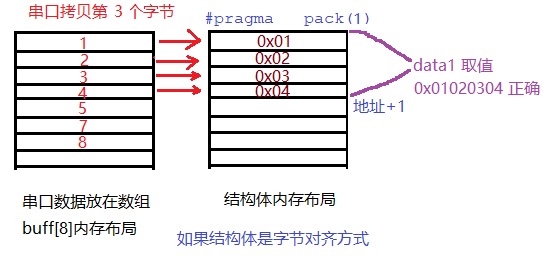 串口拷贝第 3 个字节
#pragma pack(1)
1
2
3
4
5
7
8
0x01
0x02
0x03
0x04
data1 取值
0x01020304 正确
地址+1
串口数据放在数组
buff[8]内存布局
结构体内存布局
如果结构体是字节对齐方式